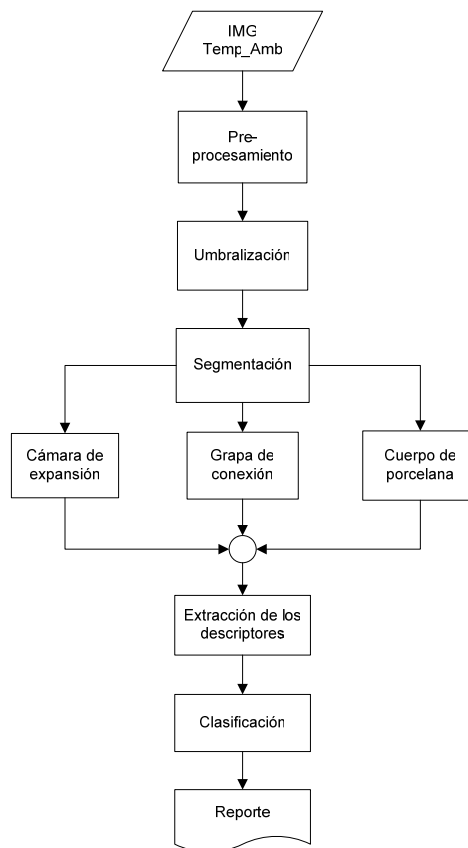 IMG
Temp_Amb
Pre-
procesamiento
Umbralización
Segmentación
Cámara de
expansión
Grapa de
conexión
Cuerpo de
porcelana
Extracción de los
descriptores
Clasificación
Reporte